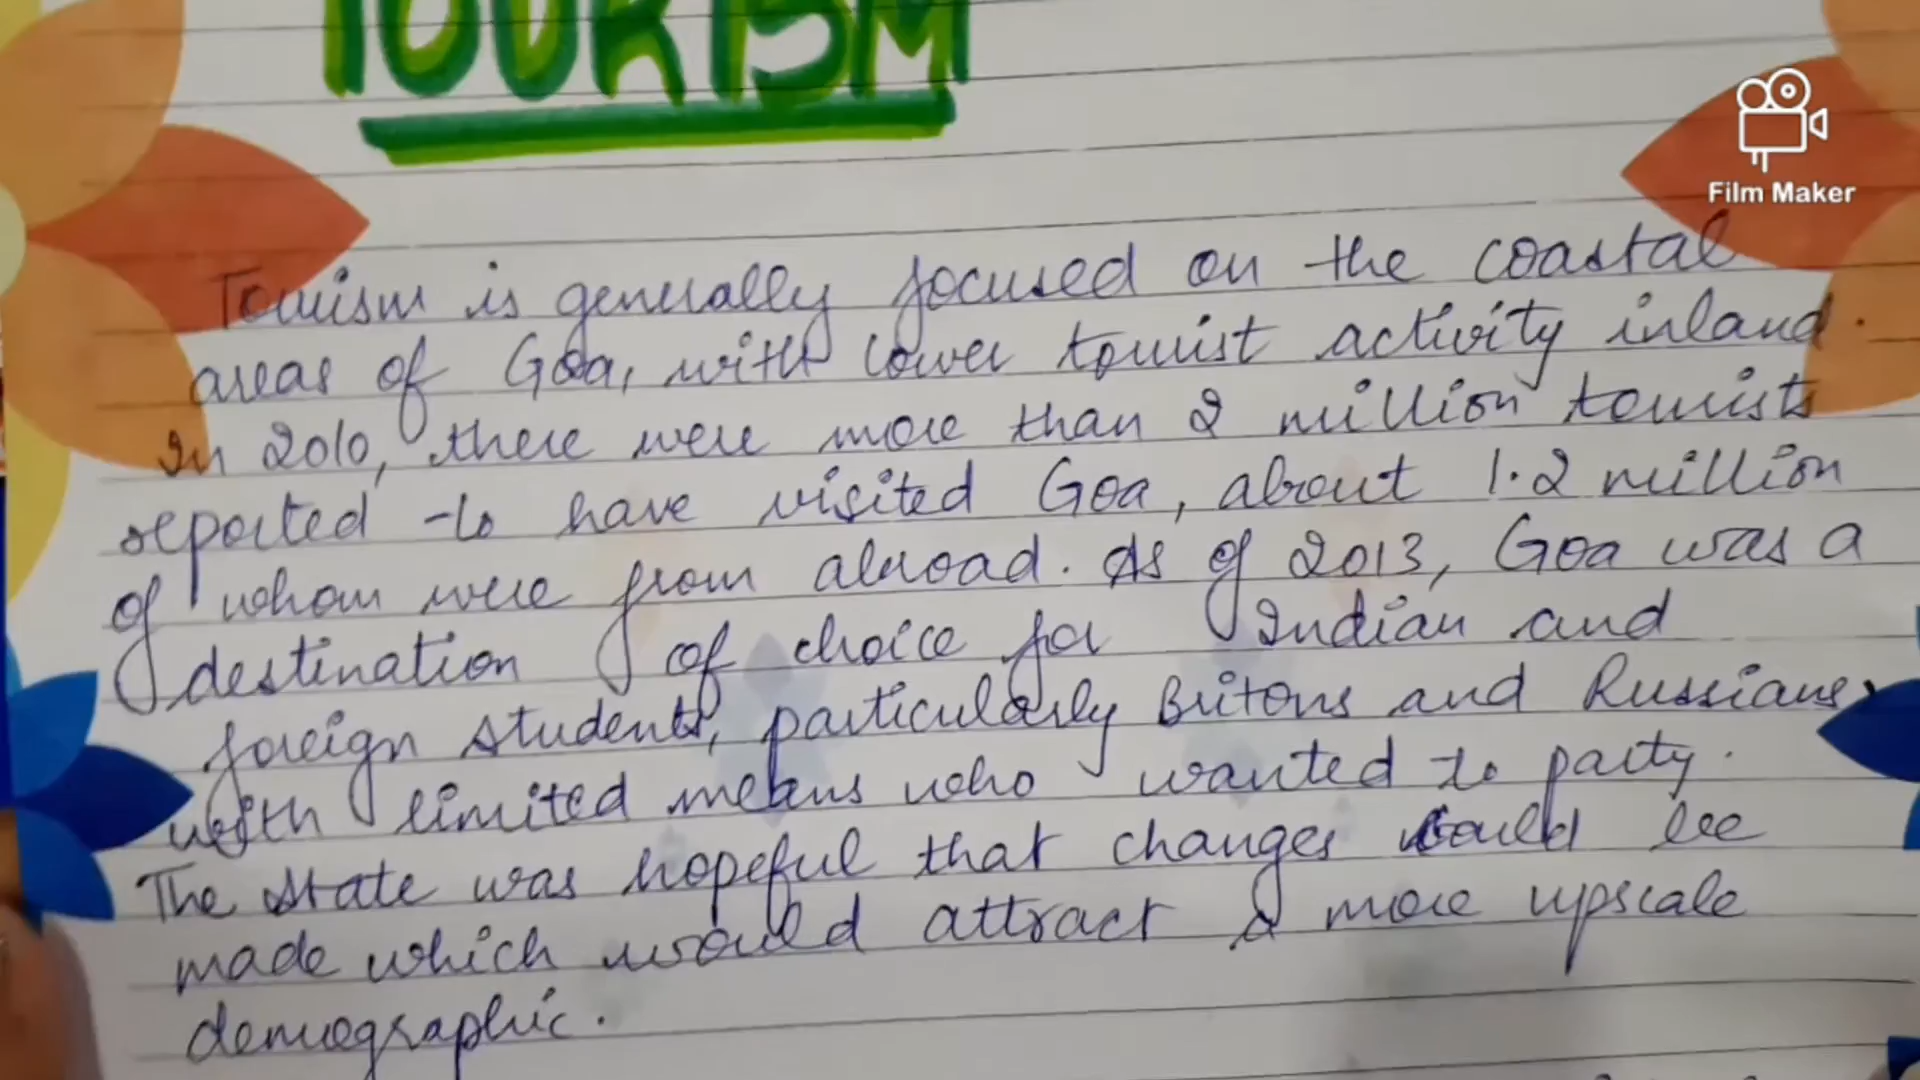 TOURISM
Film Maker
Tourism is generally focused on the coastal
areas of Goa, with lower tourist activity inland.
In 2010, there were more than 2 million tourists
reported to have visited Goa, about 1.2 million
of whom were from abroad. As of 2013, Goa was a
destination of choice for Indian and
foreign students, particularly Britons and Russians,
with limited means who wanted to party.
The state was hopeful that changes could be
made which would attract a more upscale
demographic.